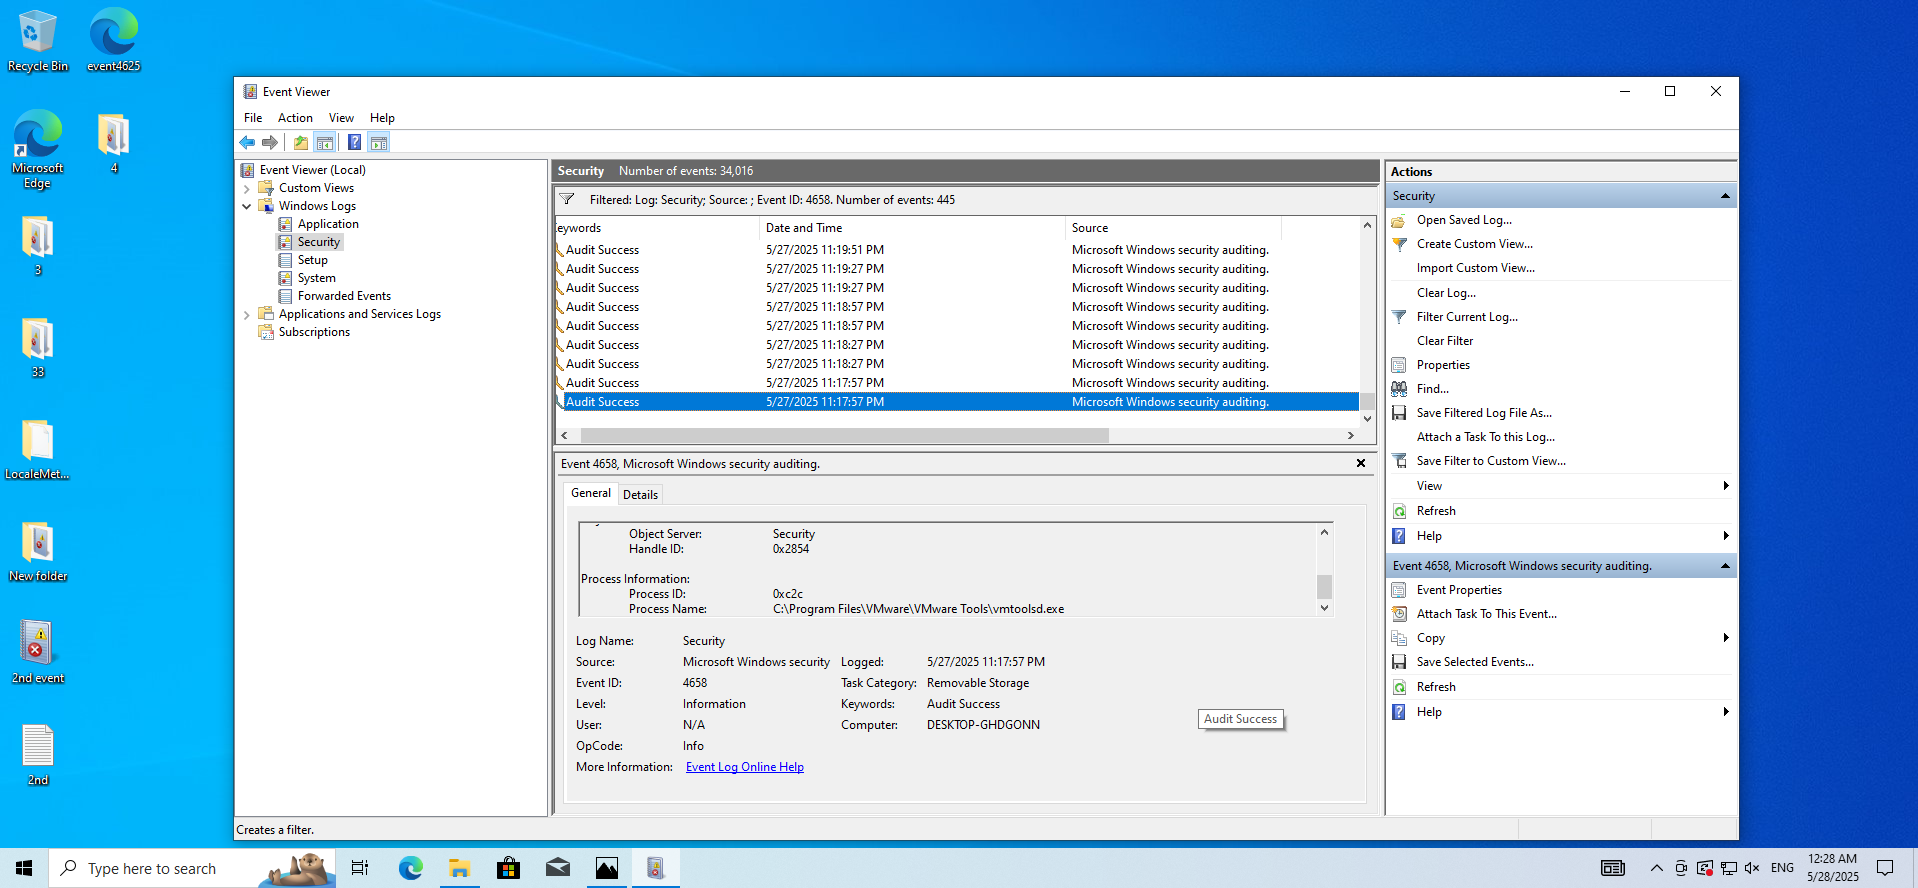 Recycle Bin
event4625
Microsoft
Edge
4
3
33
LocaleMet...
New folder
2nd event
2nd
Event Viewer
File Action View Help
Event Viewer (Local)
Custom Views
Windows Logs
Application
Security
Setup
System
Forwarded Events
Applications and Services Logs
Subscriptions
Security Number of events: 34,016
Filtered: Log: Security; Source: ; Event ID: 4658. Number of events: 445
eywords Date and Time Source
Audit Success 5/27/2025 11:19:51 PM Microsoft Windows security auditing.
Audit Success 5/27/2025 11:19:27 PM Microsoft Windows security auditing.
Audit Success 5/27/2025 11:19:27 PM Microsoft Windows security auditing.
Audit Success 5/27/2025 11:18:57 PM Microsoft Windows security auditing.
Audit Success 5/27/2025 11:18:57 PM Microsoft Windows security auditing.
Audit Success 5/27/2025 11:18:27 PM Microsoft Windows security auditing.
Audit Success 5/27/2025 11:18:27 PM Microsoft Windows security auditing.
Audit Success 5/27/2025 11:17:57 PM Microsoft Windows security auditing.
Audit Success 5/27/2025 11:17:57 PM Microsoft Windows security auditing.
Event 4658, Microsoft Windows security auditing.
General Details
Object Server: Security
Handle ID: 0x2854
Process Information:
Process ID: 0xc2c
Process Name: C:\Program Files\VMware\VMware Tools\vmtoolsd.exe
Log Name: Security
Source: Microsoft Windows security Logged: 5/27/2025 11:17:57 PM
Event ID: 4658 Task Category: Removable Storage
Level: Information Keywords: Audit Success
User: N/A Computer: DESKTOP-GHDGONN
OpCode: Info
More Information: Event Log Online Help
Audit Success
Actions
Security
Open Saved Log...
Create Custom View...
Import Custom View...
Clear Log...
Filter Current Log...
Clear Filter
Properties
Find...
Save Filtered Log File As...
Attach a Task To this Log...
Save Filter to Custom View...
View
Refresh
Help
Event 4658, Microsoft Windows security auditing.
Event Properties
Attach Task To This Event...
Copy
Save Selected Events...
Refresh
Help
Creates a filter.
Type here to search
ENG
12:28 AM
5/28/2025